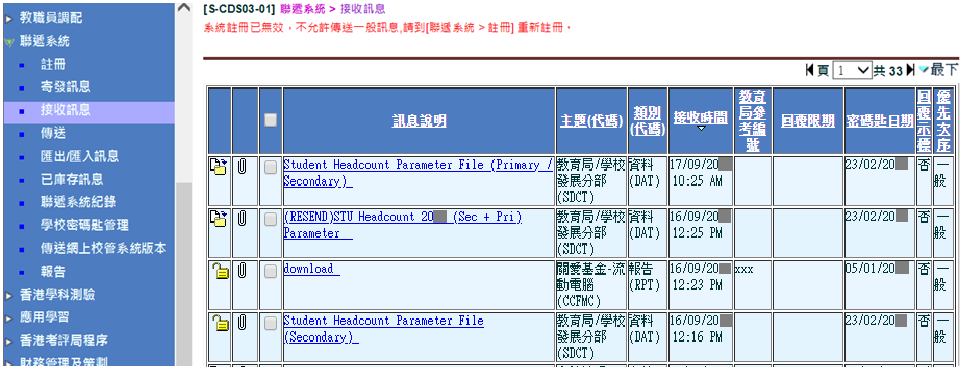 教職員調配
聯遞系統
註冊
寄發訊息
接收訊息
傳送
匯出/匯入訊息
已庫存訊息
聯遞系統紀錄
學校密碼匙管理
傳送網上校管系統版本
報告
香港學科測驗
應用學習
香港考評局程序
財務管理及策劃
[S-CDS03-01] 聯遞系統 > 接收訊息
系統註冊已無效，不允許傳送一般訊息,請到[聯遞系統 > 註冊] 重新註冊。
頁 1 共 33 最下
訊息說明 主題(代碼) 類別(代碼) 接收時間 教育局參考編號 回覆限期 密碼匙日期 回覆示標 優先次序
Student Headcount Parameter File (Primary / 教育局/學校 資料 17/09/20 23/02/20 否 一
Secondary) 發展分部 (DAT) 10:25 AM 般
(SDCT)
(RESEND)STU Headcount 20 (Sec + Pri) 教育局/學校 資料 16/09/20 23/02/20 否 一
Parameter 發展分部 (DAT) 12:25 PM 般
(SDCT)
download 關愛基金-流 報告 16/09/20 xxx 05/01/20 否 一
動電腦 (RPT) 12:23 PM 般
(CCFMC)
Student Headcount Parameter File 教育局/學校 資料 16/09/20 23/02/20 否 一
(Secondary) 發展分部 (DAT) 12:16 PM 般
(SDCT)